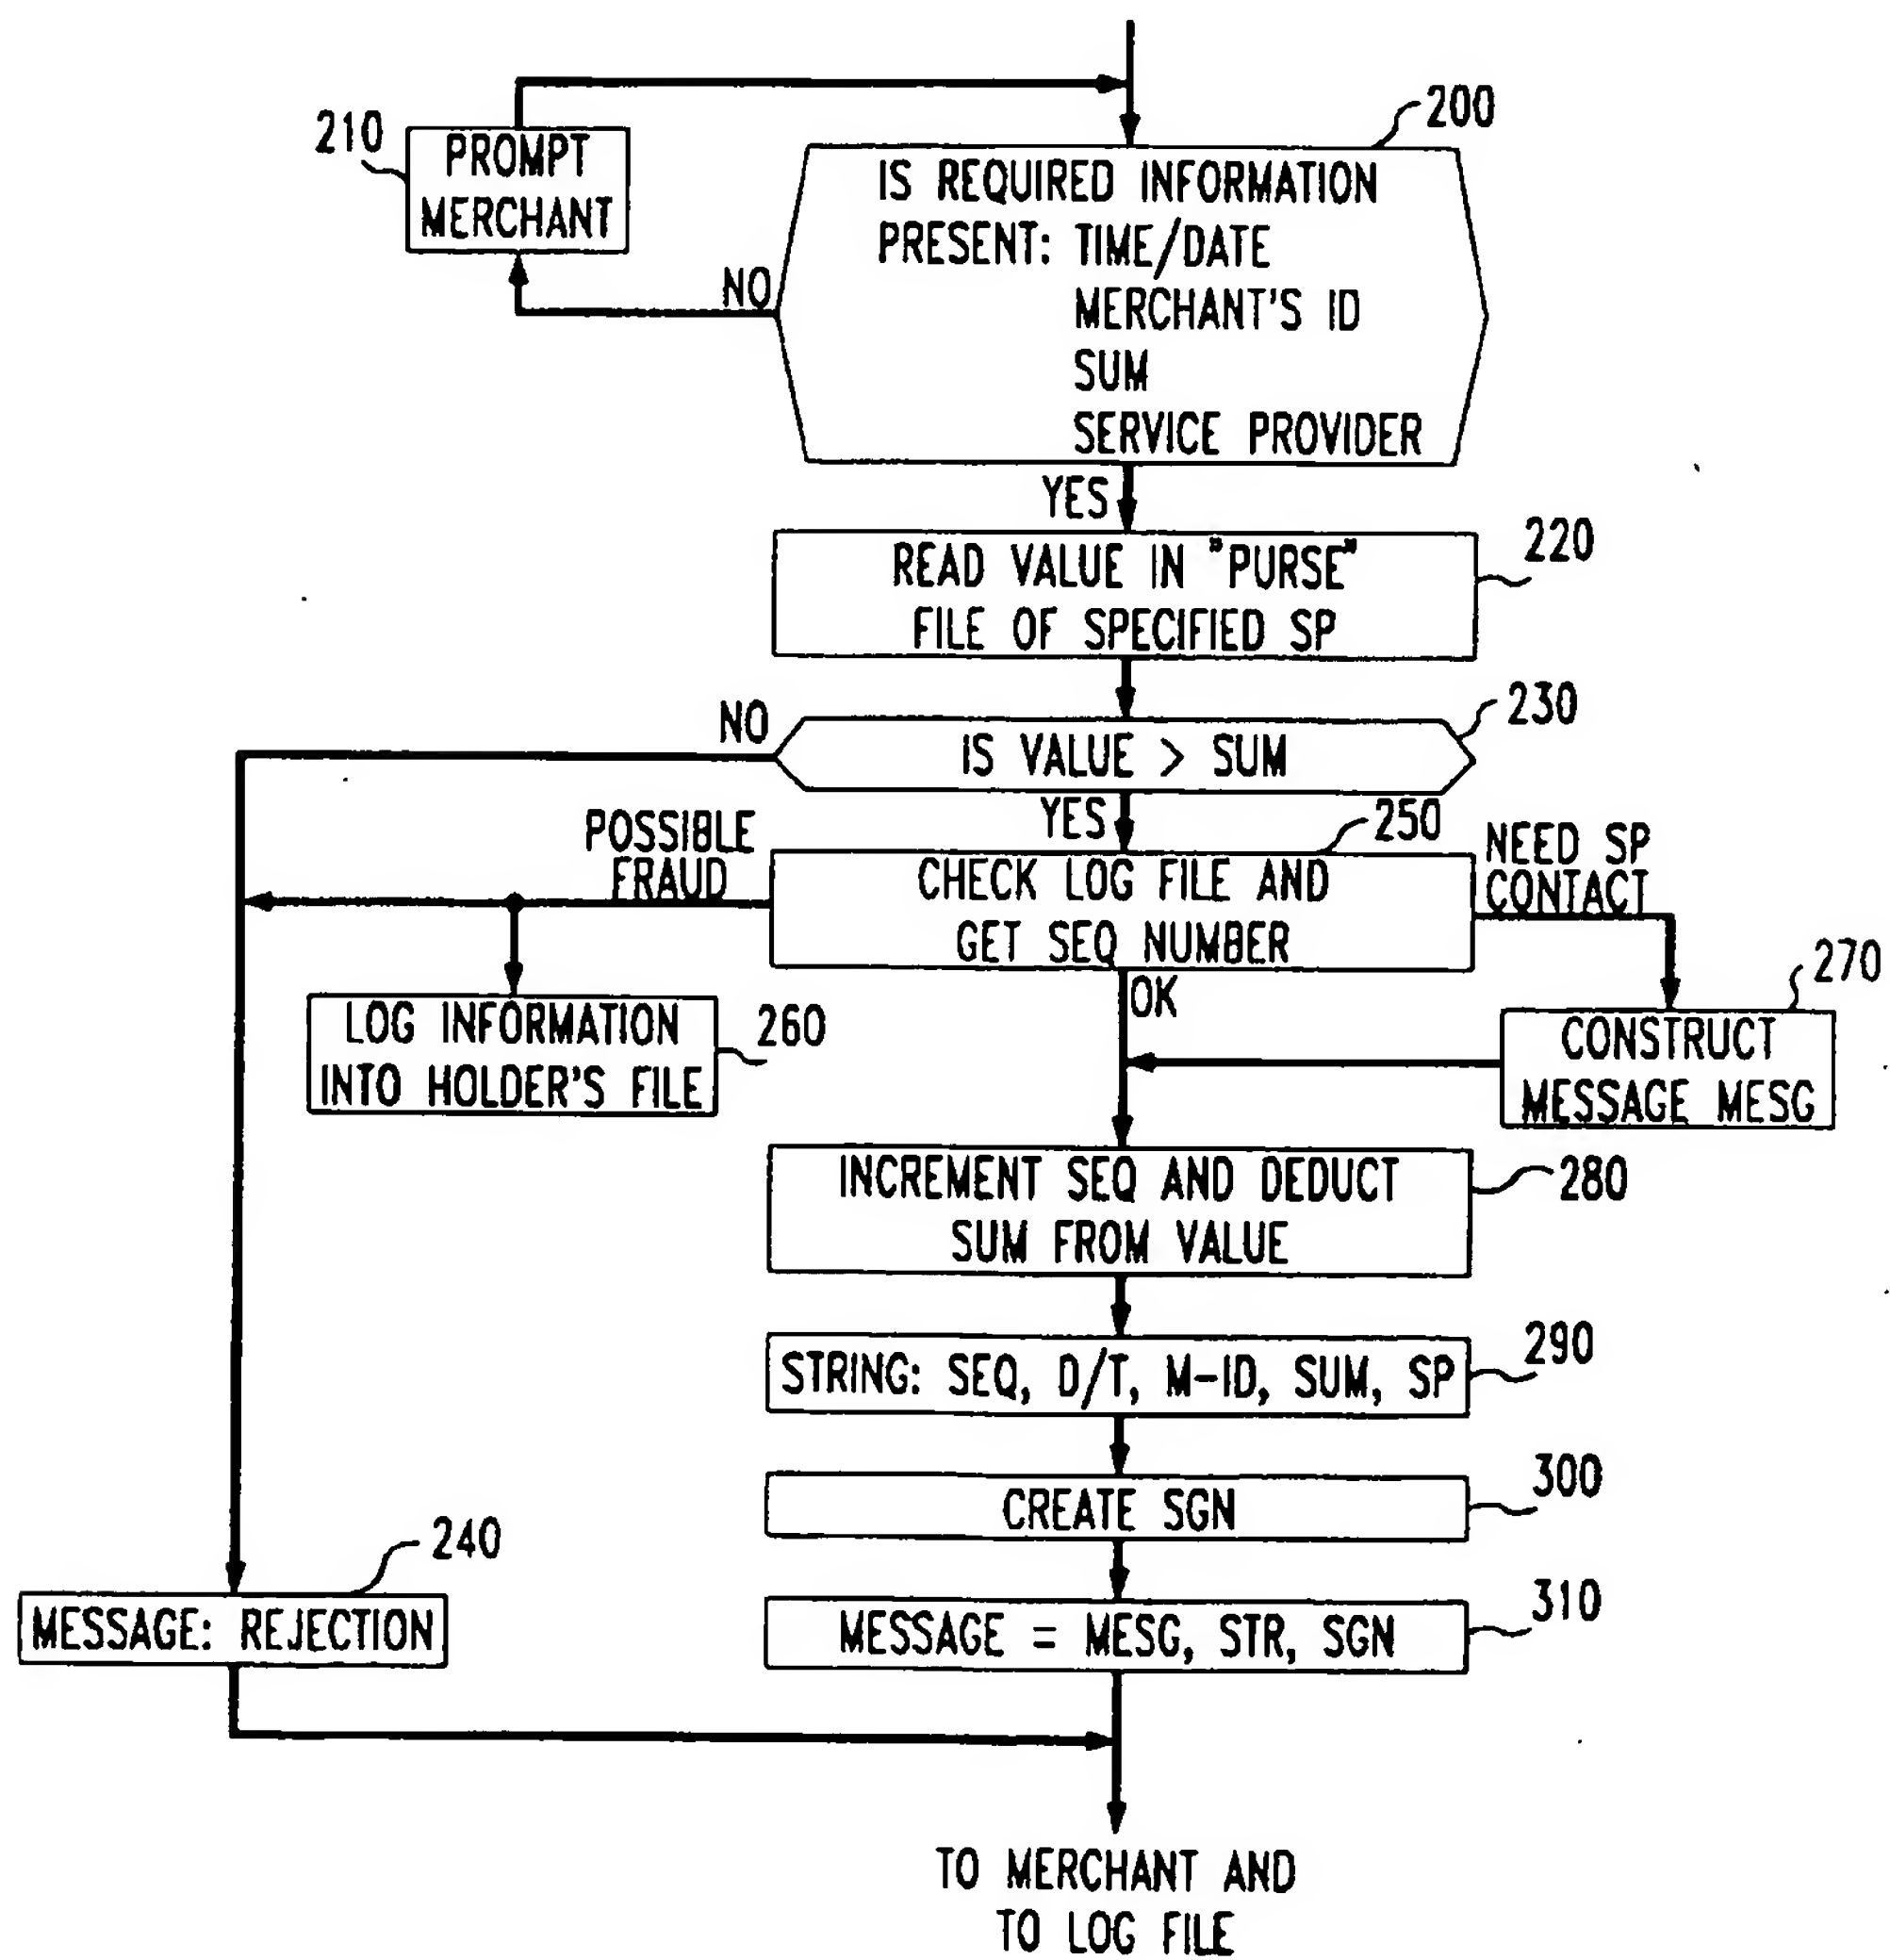 200
210
PROMPT
MERCHANT
IS REQUIRED INFORMATION
PRESENT: TIME/DATE
MERCHANT'S ID
SUM
SERVICE PROVIDER
NO
YES
220
READ VALUE IN "PURSE"
FILE OF SPECIFIED SP
230
NO
IS VALUE > SUM
YES
250
POSSIBLE
FRAUD
CHECK LOG FILE AND
GET SEQ NUMBER
NEED SP
CONTACT
OK
270
LOG INFORMATION
INTO HOLDER'S FILE
260
CONSTRUCT
MESSAGE MESG
INCREMENT SEQ AND DEDUCT
SUM FROM VALUE
280
290
STRING: SEQ, D/T, M-ID, SUM, SP
300
CREATE SGN
240
MESSAGE: REJECTION
310
MESSAGE = MESG, STR, SGN
TO MERCHANT AND
TO LOG FILE